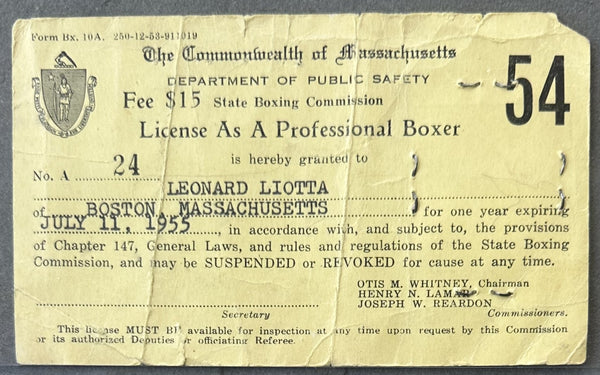 Form Bx. 10A. 250-12-53-911019
The Commonwealth of Massachusetts
DEPARTMENT OF PUBLIC SAFETY
54
Fee $15 State Boxing Commission
License As A Professional Boxer
is hereby granted to
No. A 24
LEONARD LIOTTA
of BOSTON, MASSACHUSETTS for one year expiring
JULY 11, 1955, in accordance with, and subject to, the provisions
of Chapter 147, General Laws, and rules and regulations of the State Boxing
Commission, and may be SUSPENDED or REVOKED for cause at any time.
OTIS M. WHITNEY, Chairman
HENRY N. LAMAR
JOSEPH W. REARDON
Secretary Commissioners.
This license MUST BE available for inspection at any time upon request by this Commission
or its authorized Deputies or officiating Referee.